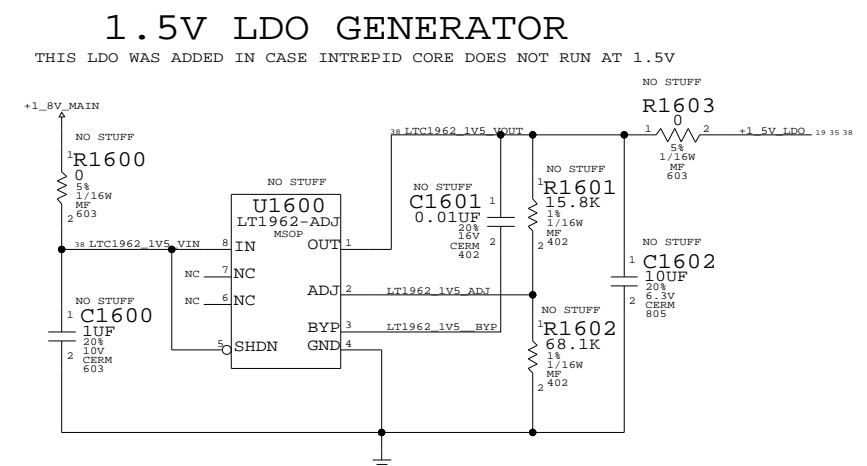 1.5V LDO GENERATOR
THIS LDO WAS ADDED IN CASE INTREPID CORE DOES NOT RUN AT 1.5V
+1_8V_MAIN
NO STUFF
1
R1600
0
5%
1/16W
MF
603
2
38 LTC1962_1V5_VIN
NO STUFF
1
C1600
1UF
20%
10V
CERM
603
2
NO STUFF
U1600
LT1962-ADJ
MSOP
8 IN
OUT 1
NC 7 NC
NC 6 NC
ADJ 2
BYP 3
5 SHDN
GND 4
38 LTC1962_1V5_VOUT
LT1962_1V5_ADJ
LT1962_1V5__BYP
NO STUFF
C1601
0.01UF
20%
16V
CERM
402
1
2
NO STUFF
1
R1601
15.8K
1%
1/16W
MF
402
2
NO STUFF
1
R1602
68.1K
1%
1/16W
MF
402
2
NO STUFF
R1603
0
1
2
5%
1/16W
MF
603
+1_5V_LDO 19 35 38
NO STUFF
1
C1602
10UF
20%
6.3V
CERM
805
2